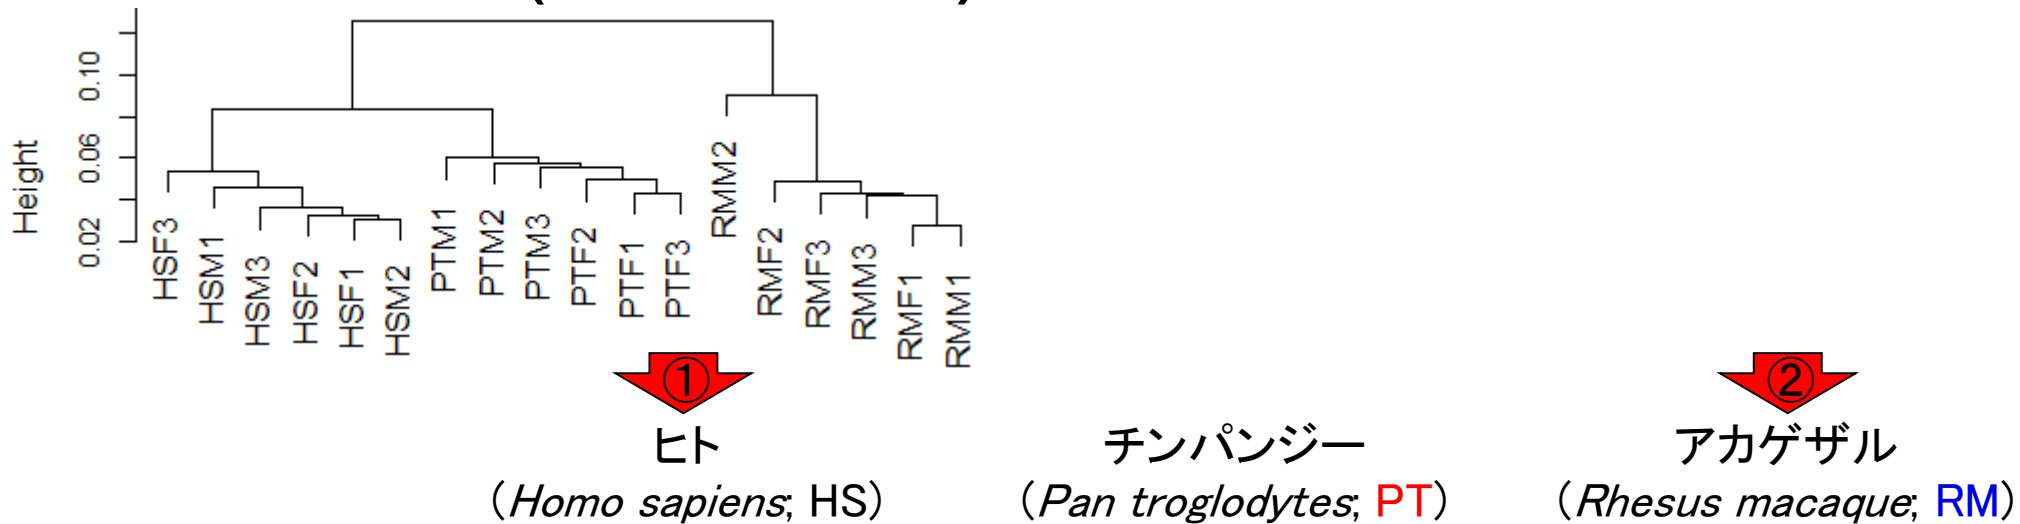 0.10
0.06
0.02
Height
HSF3
HSM1
HSM3
HSF2
HSF1
HSM2
PTM1
PTM2
PTM3
PTF2
PTF1
PTF3
RMM2
RMF2
RMF3
RMM3
RMF1
RMM1
① ②
ヒト チンパンジー アカゲザル
(Homo sapiens; HS) (Pan troglodytes; PT) (Rhesus macaque; RM)